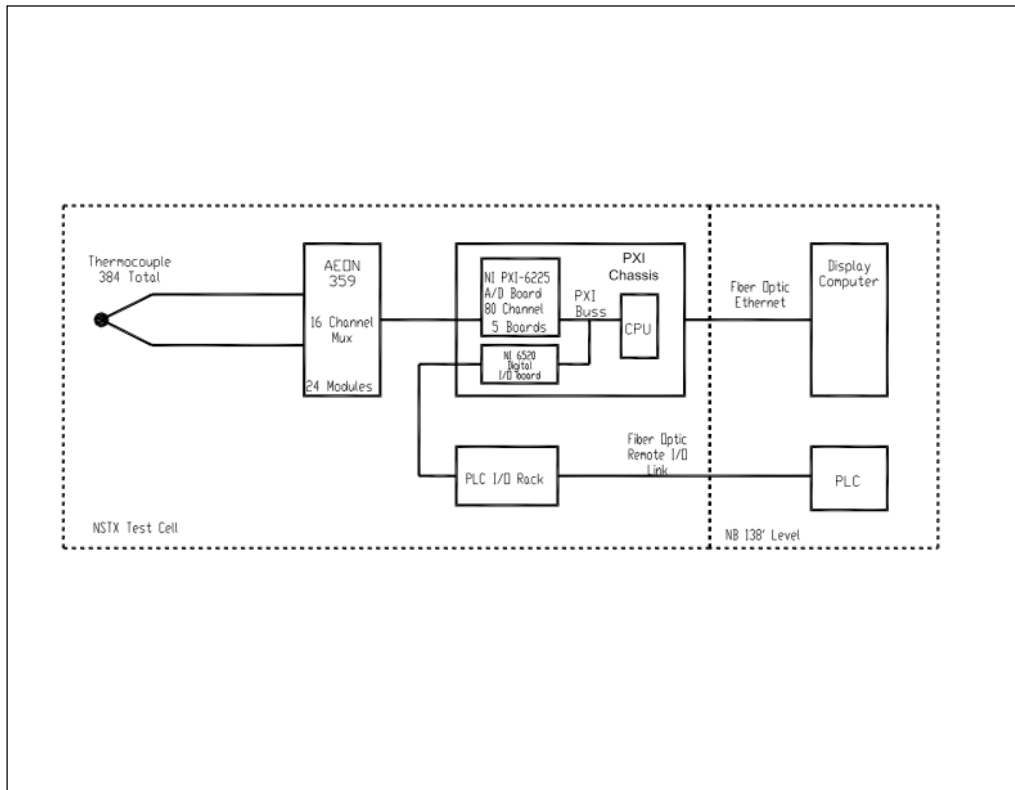 Thermocouple
384 Total
AEON
359
16 Channel
Mux
24 Modules
PXI
Chassis
NI PXI-6225
A/D Board
80 Channel
5 Boards
PXI
Buss
CPU
NI 6520
Digital
I/O board
Fiber Optic
Ethernet
Display
Computer
PLC I/O Rack
Fiber Optic
Remote I/O
Link
PLC
NSTX Test Cell
NB 138' Level